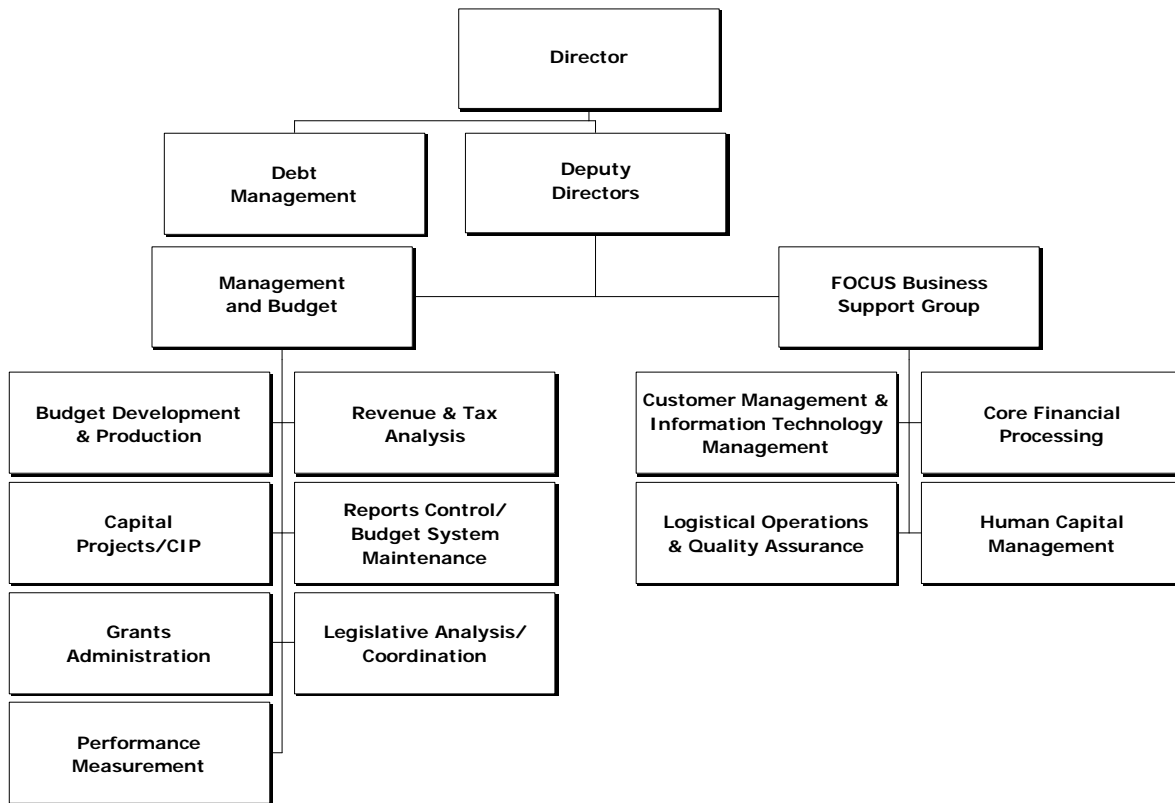 Director
Debt
Management
Deputy
Directors
Management
and Budget
FOCUS Business
Support Group
Budget Development
& Production
Revenue & Tax
Analysis
Customer Management &
Information Technology
Management
Core Financial
Processing
Capital
Projects/CIP
Reports Control/
Budget System
Maintenance
Logistical Operations
& Quality Assurance
Human Capital
Management
Grants
Administration
Legislative Analysis/
Coordination
Performance
Measurement